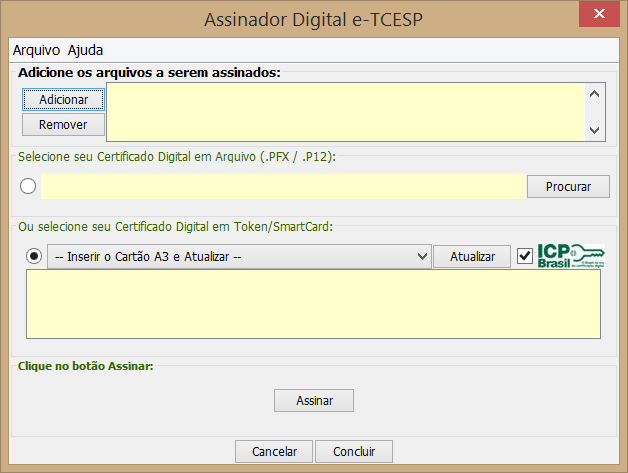 Assinador Digital e-TCESP
Arquivo Ajuda
Adicione os arquivos a serem assinados:
Adicionar
Remover
Selecione seu Certificado Digital em Arquivo (.PFX / .P12):
Procurar
Ou selecione seu Certificado Digital em Token/SmartCard:
-- Inserir o Cartão A3 e Atualizar --
Atualizar
ICP
Brasil
Clique no botão Assinar:
Assinar
Cancelar
Concluir